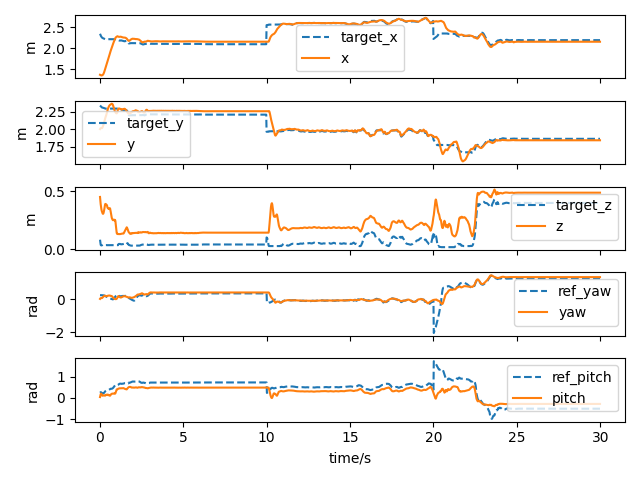 2.5
2.0
1.5
m
target_x
x
2.25
2.00
1.75
m
target_y
y
0.5
0.0
m
target_z
z
0
−2
rad
ref_yaw
yaw
1
0
−1
rad
ref_pitch
pitch
0 5 10 15 20 25 30
time/s